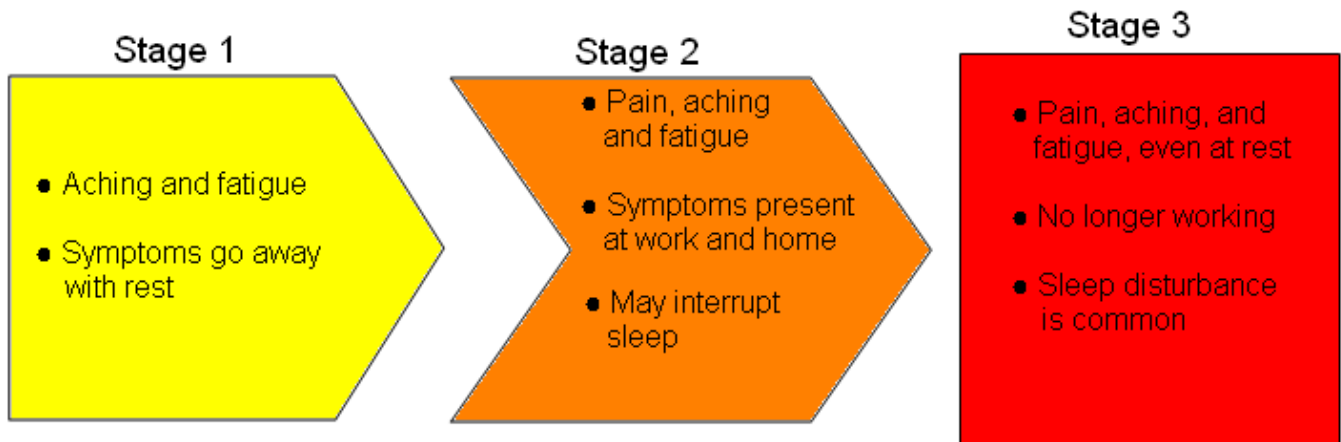 Stage 1
● Aching and fatigue
● Symptoms go away
with rest
Stage 2
● Pain, aching
and fatigue
● Symptoms present
at work and home
● May interrupt
sleep
Stage 3
● Pain, aching, and
fatigue, even at rest
● No longer working
● Sleep disturbance
is common